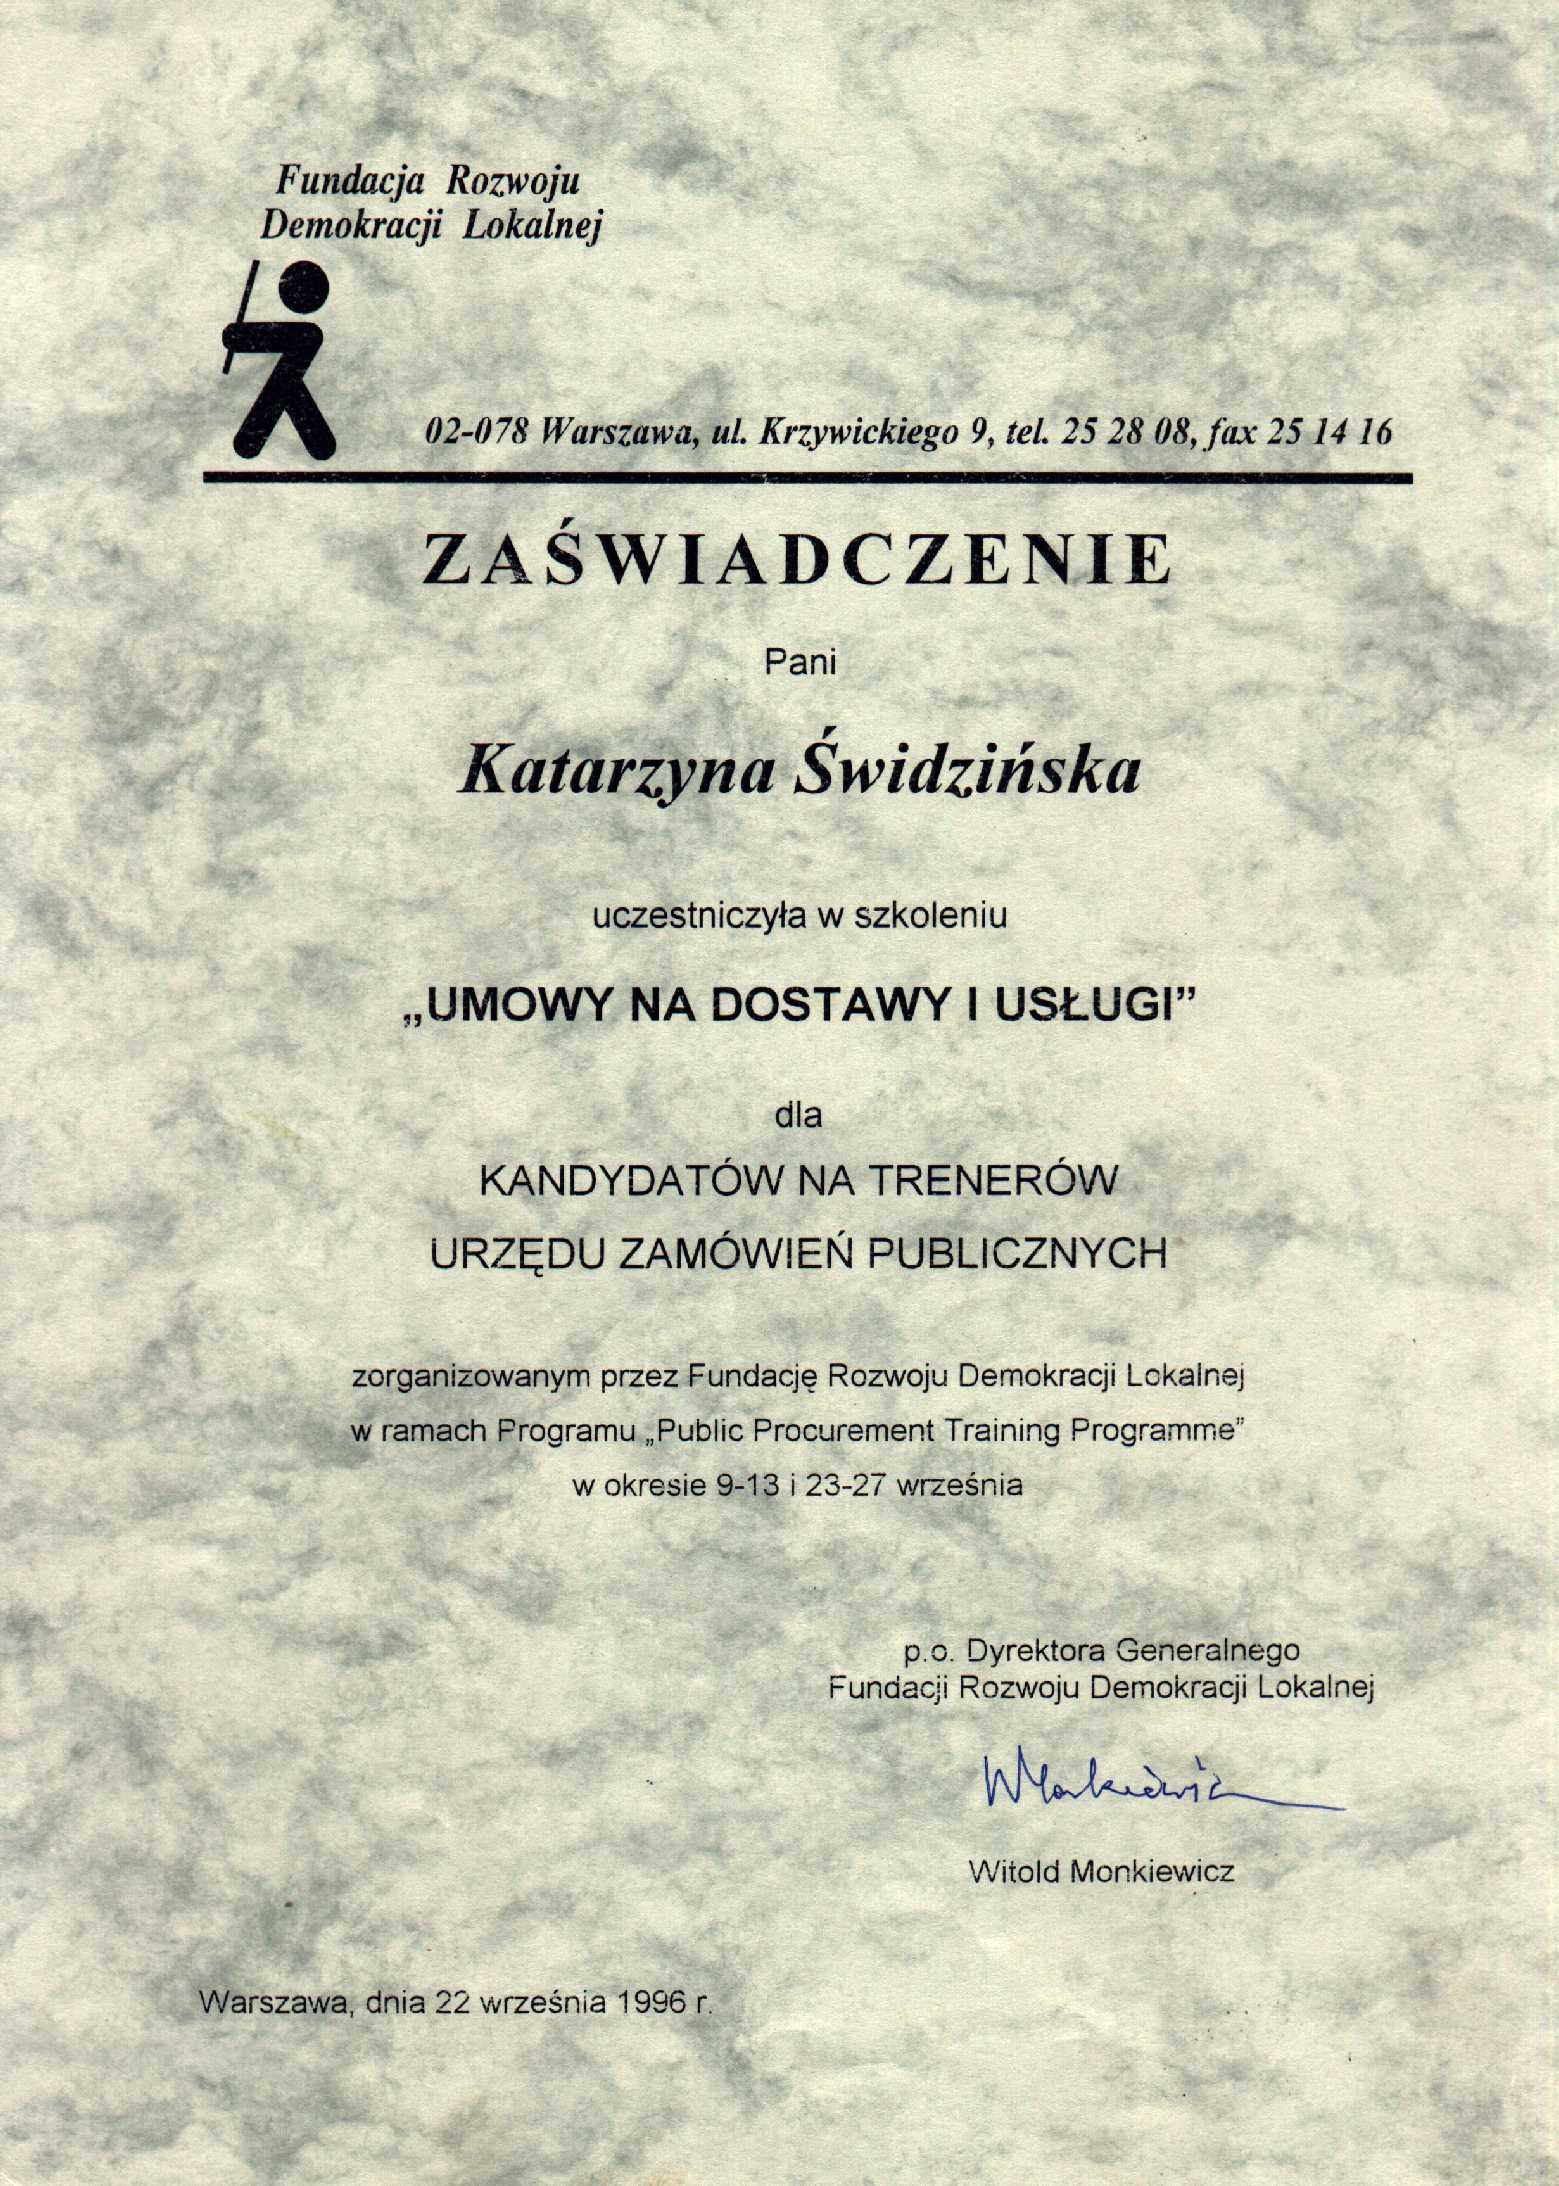 Fundacja Rozwoju
Demokracji Lokalnej
02-078 Warszawa, ul. Krzywickiego 9, tel. 25 28 08, fax 25 14 16
ZAŚWIADCZENIE
Pani
Katarzyna Świdzińska
uczestniczyła w szkoleniu
„UMOWY NA DOSTAWY I USŁUGI”
dla
KANDYDATÓW NA TRENERÓW
URZĘDU ZAMÓWIEŃ PUBLICZNYCH
zorganizowanym przez Fundację Rozwoju Demokracji Lokalnej
w ramach Programu „Public Procurement Training Programme”
w okresie 9-13 i 23-27 września
p.o. Dyrektora Generalnego
Fundacji Rozwoju Demokracji Lokalnej
WMonkiewicz
Witold Monkiewicz
Warszawa, dnia 22 września 1996 r.